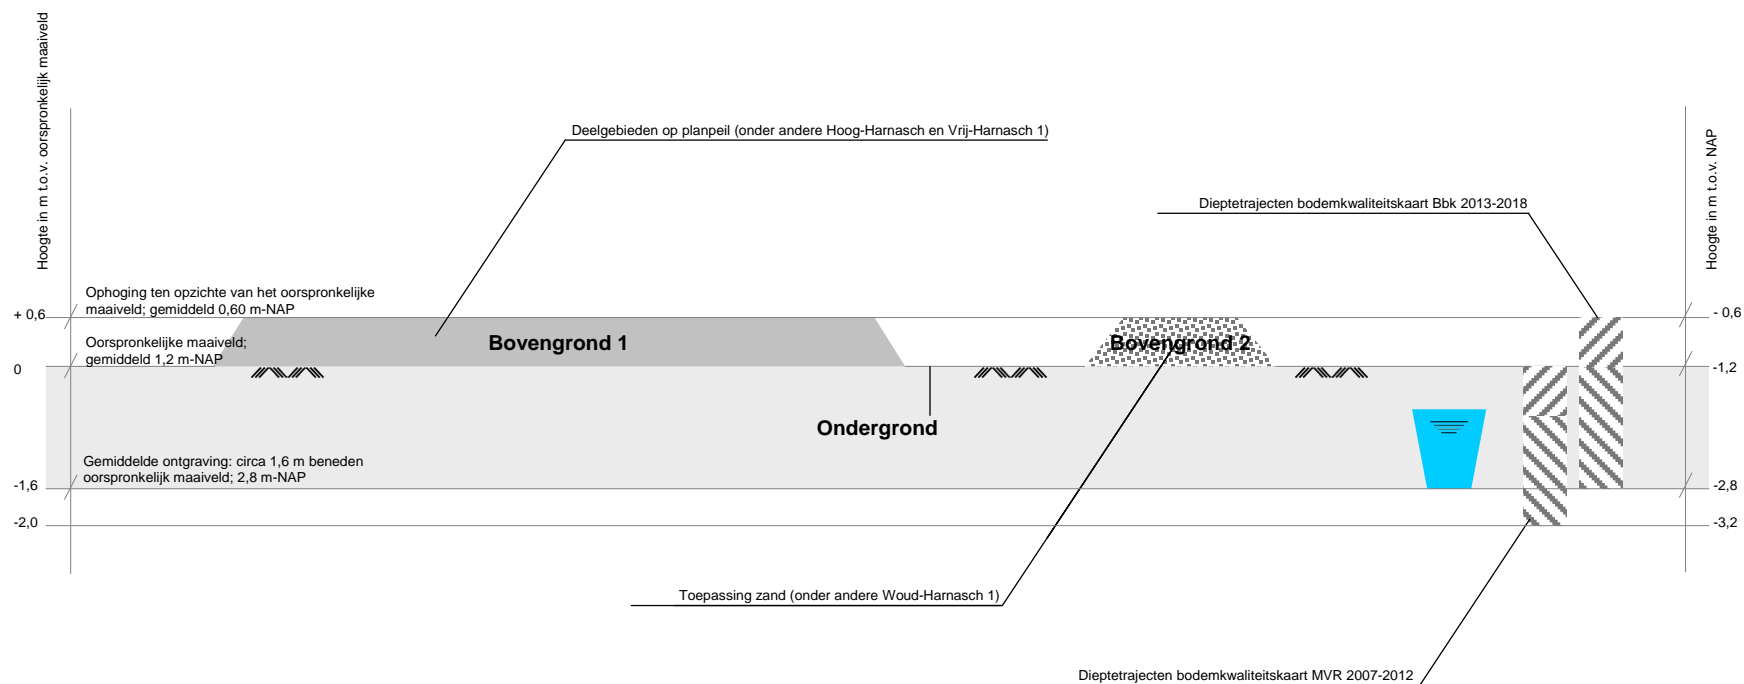 Hoogte in m t.o.v. oorspronkelijk maaiveld
Deelgebieden op planpeil (onder andere Hoog-Harnasch en Vrij-Harnasch 1)
Hoogte in m t.o.v. NAP
Dieptetrajecten bodemkwaliteitskaart Bbk 2013-2018
Ophoging ten opzichte van het oorspronkelijke
maaiveld; gemiddeld 0,60 m-NAP
+ 0,6
- 0,6
Oorspronkelijke maaiveld;
gemiddeld 1,2 m-NAP
Bovengrond 1
Bovengrond 2
0
-1,2
Ondergrond
Gemiddelde ontgraving: circa 1,6 m beneden
oorspronkelijk maaiveld; 2,8 m-NAP
-1,6
-2,8
-2,0
-3,2
Toepassing zand (onder andere Woud-Harnasch 1)
Dieptetrajecten bodemkwaliteitskaart MVR 2007-2012